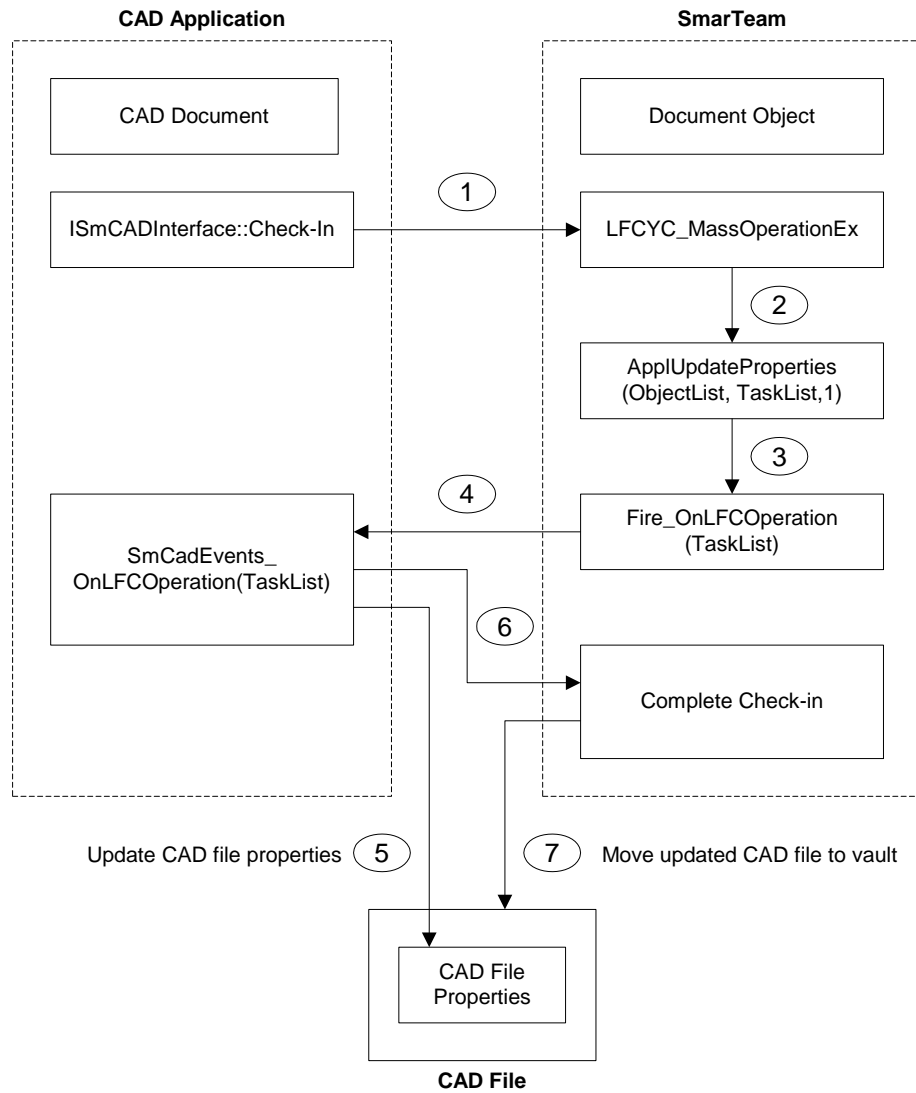 CAD Application
SmarTeam
CAD Document
Document Object
1
ISmCADInterface::Check-In
LFCYC_MassOperationEx
2
ApplUpdateProperties
(ObjectList, TaskList,1)
3
4
Fire_OnLFCOperation
(TaskList)
SmCadEvents_
OnLFCOperation(TaskList)
6
Complete Check-in
Update CAD file properties
5
7
Move updated CAD file to vault
CAD File
Properties
CAD File